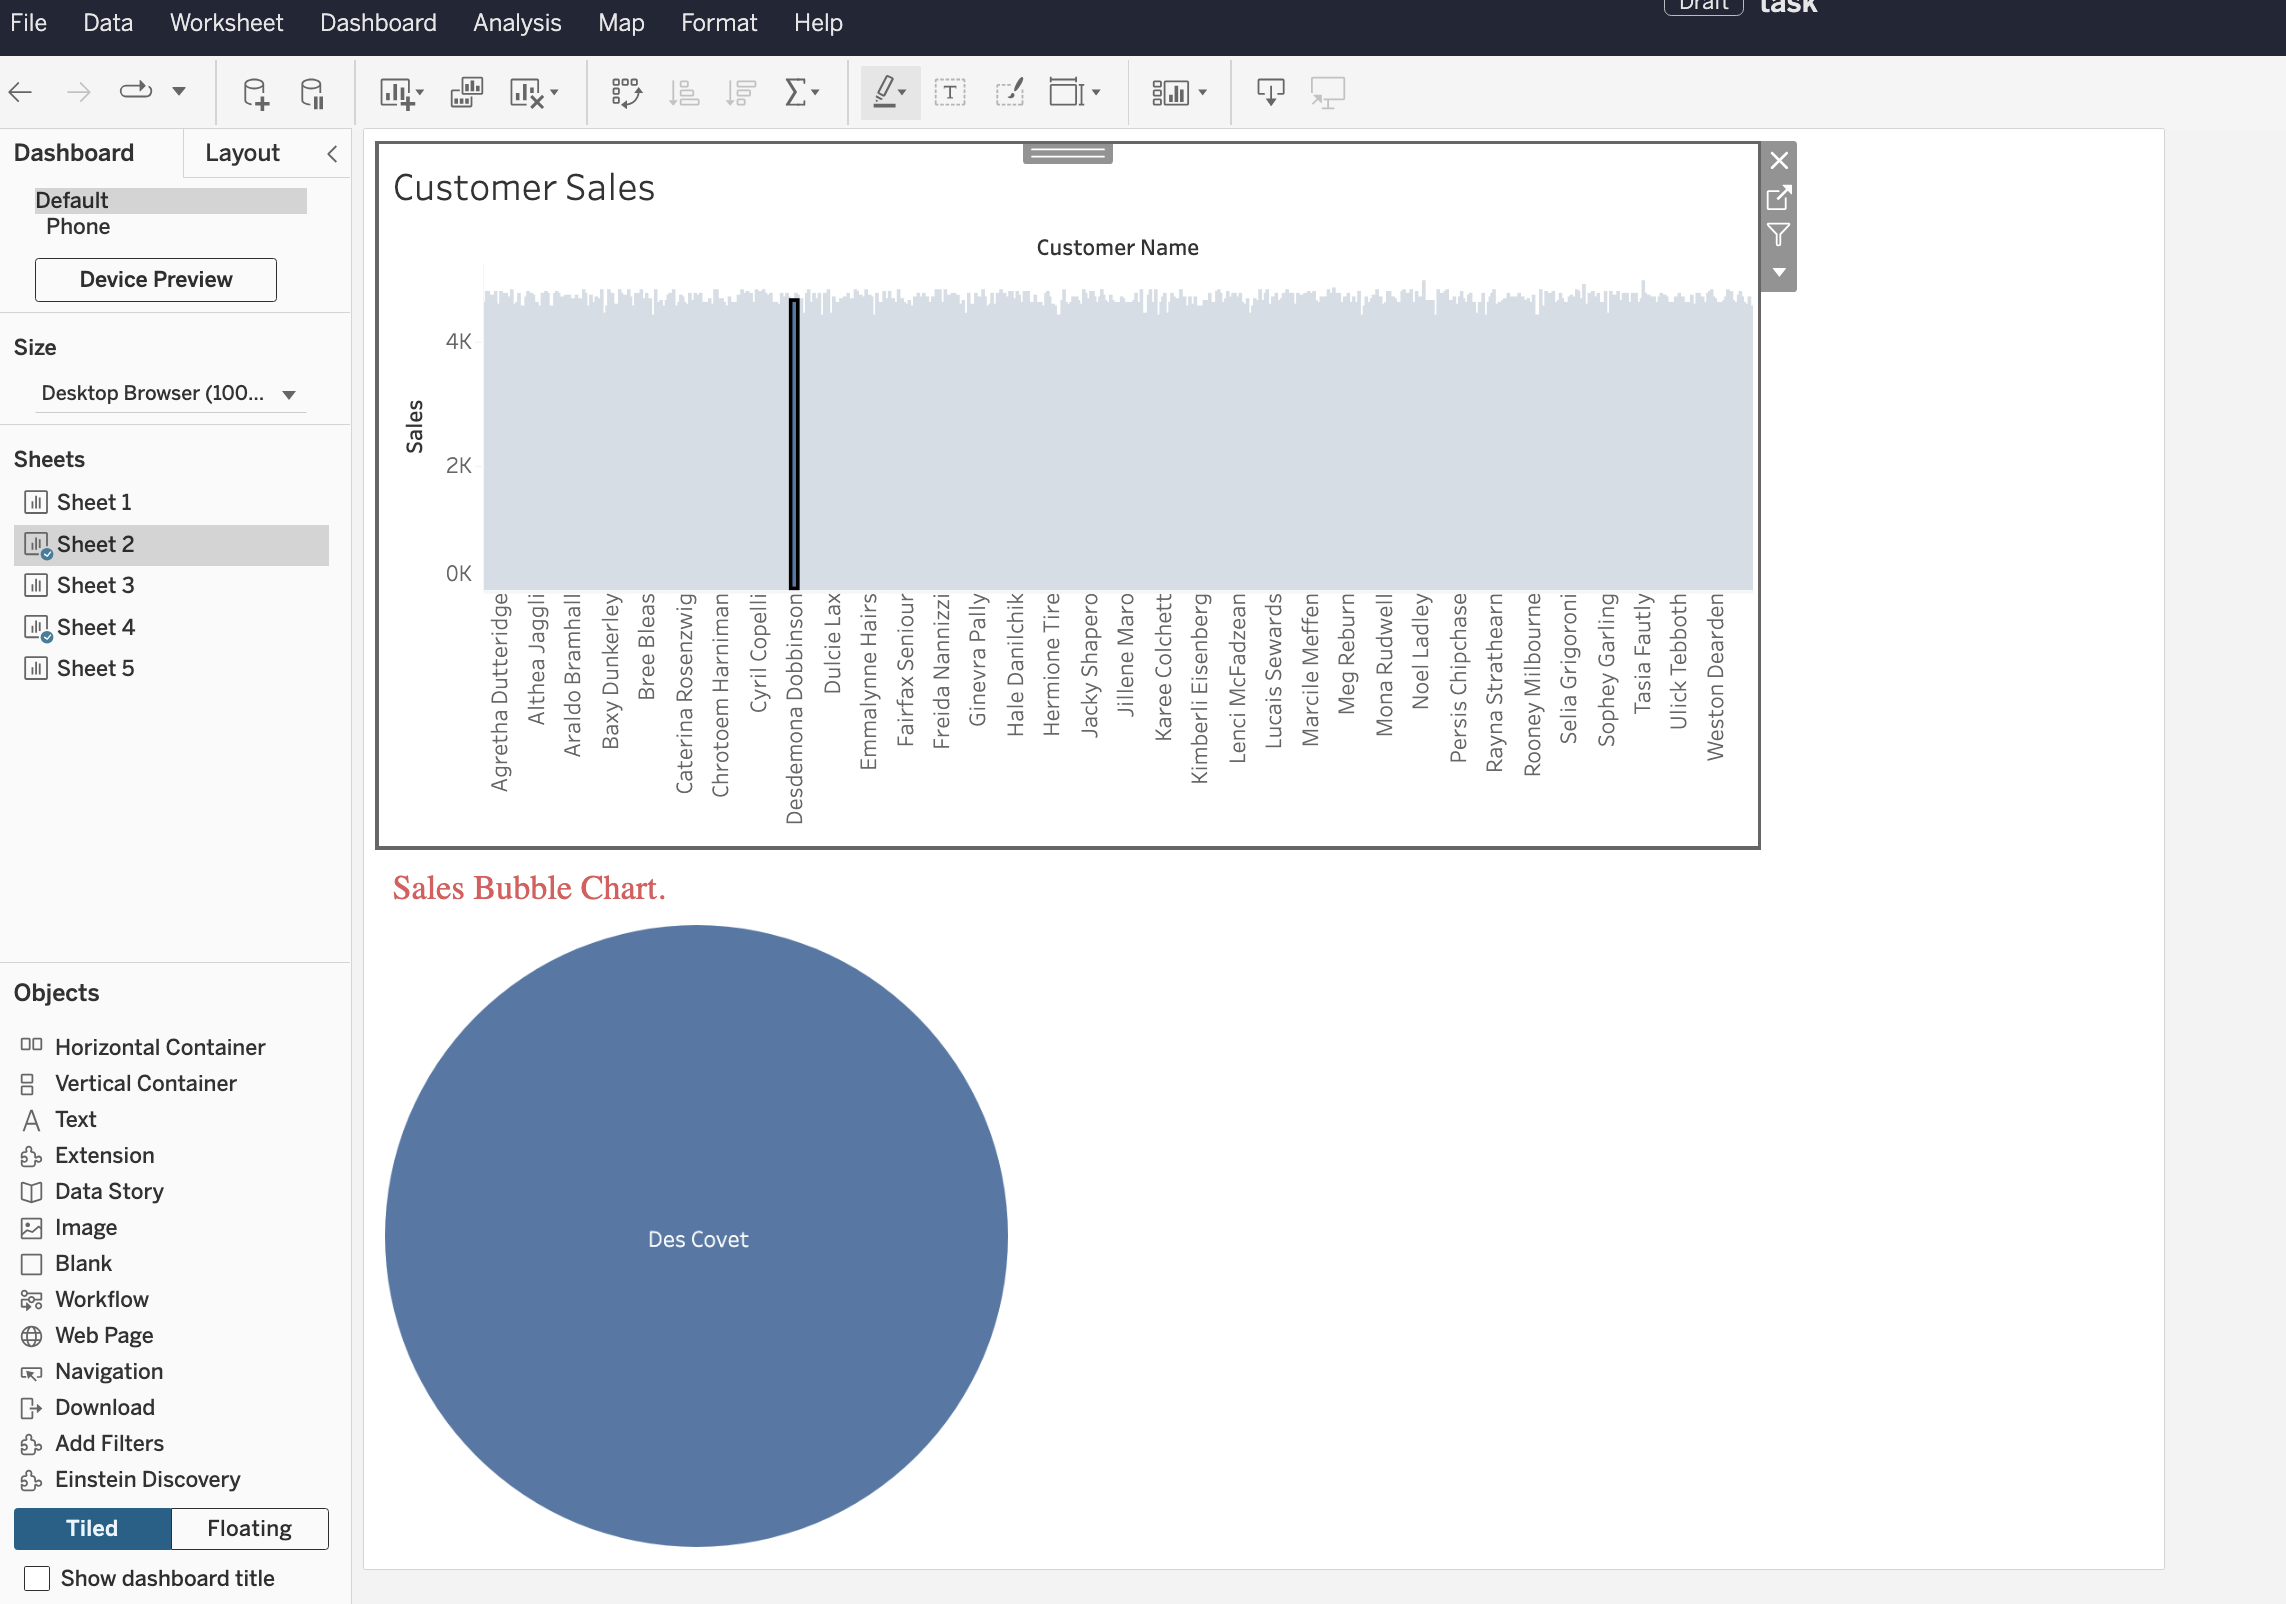 File Data Worksheet Dashboard Analysis Map Format Help
Draft task
Dashboard Layout
Default
Phone
Device Preview
Size
Desktop Browser (100...
Sheets
Sheet 1
Sheet 2
Sheet 3
Sheet 4
Sheet 5
Objects
Horizontal Container
Vertical Container
Text
Extension
Data Story
Image
Blank
Workflow
Web Page
Navigation
Download
Add Filters
Einstein Discovery
Tiled Floating
Show dashboard title
Customer Sales
Customer Name
Sales
4K
2K
0K
Agretha Dutteridge
Althea Jaggli
Araldo Bramhall
Baxy Dunkerley
Bree Bleas
Caterina Rosenzwig
Chrotoem Harniman
Cyril Copelli
Desdemona Dobbinson
Dulcie Lax
Emmalynne Hairs
Fairfax Seniour
Freida Nannizzi
Ginevra Pally
Hale Danilchik
Hermione Tire
Jacky Shapero
Jillene Maro
Karee Colchett
Kimberli Eisenberg
Lenci McFadzean
Lucais Sewards
Marcile Meffen
Meg Reburn
Mona Rudwell
Noel Ladley
Persis Chipchase
Rayna Strathearn
Rooney Milbourne
Selia Grigoroni
Sophey Garling
Tasia Fautly
Ulick Tebboth
Weston Dearden
Sales Bubble Chart.
Des Covet